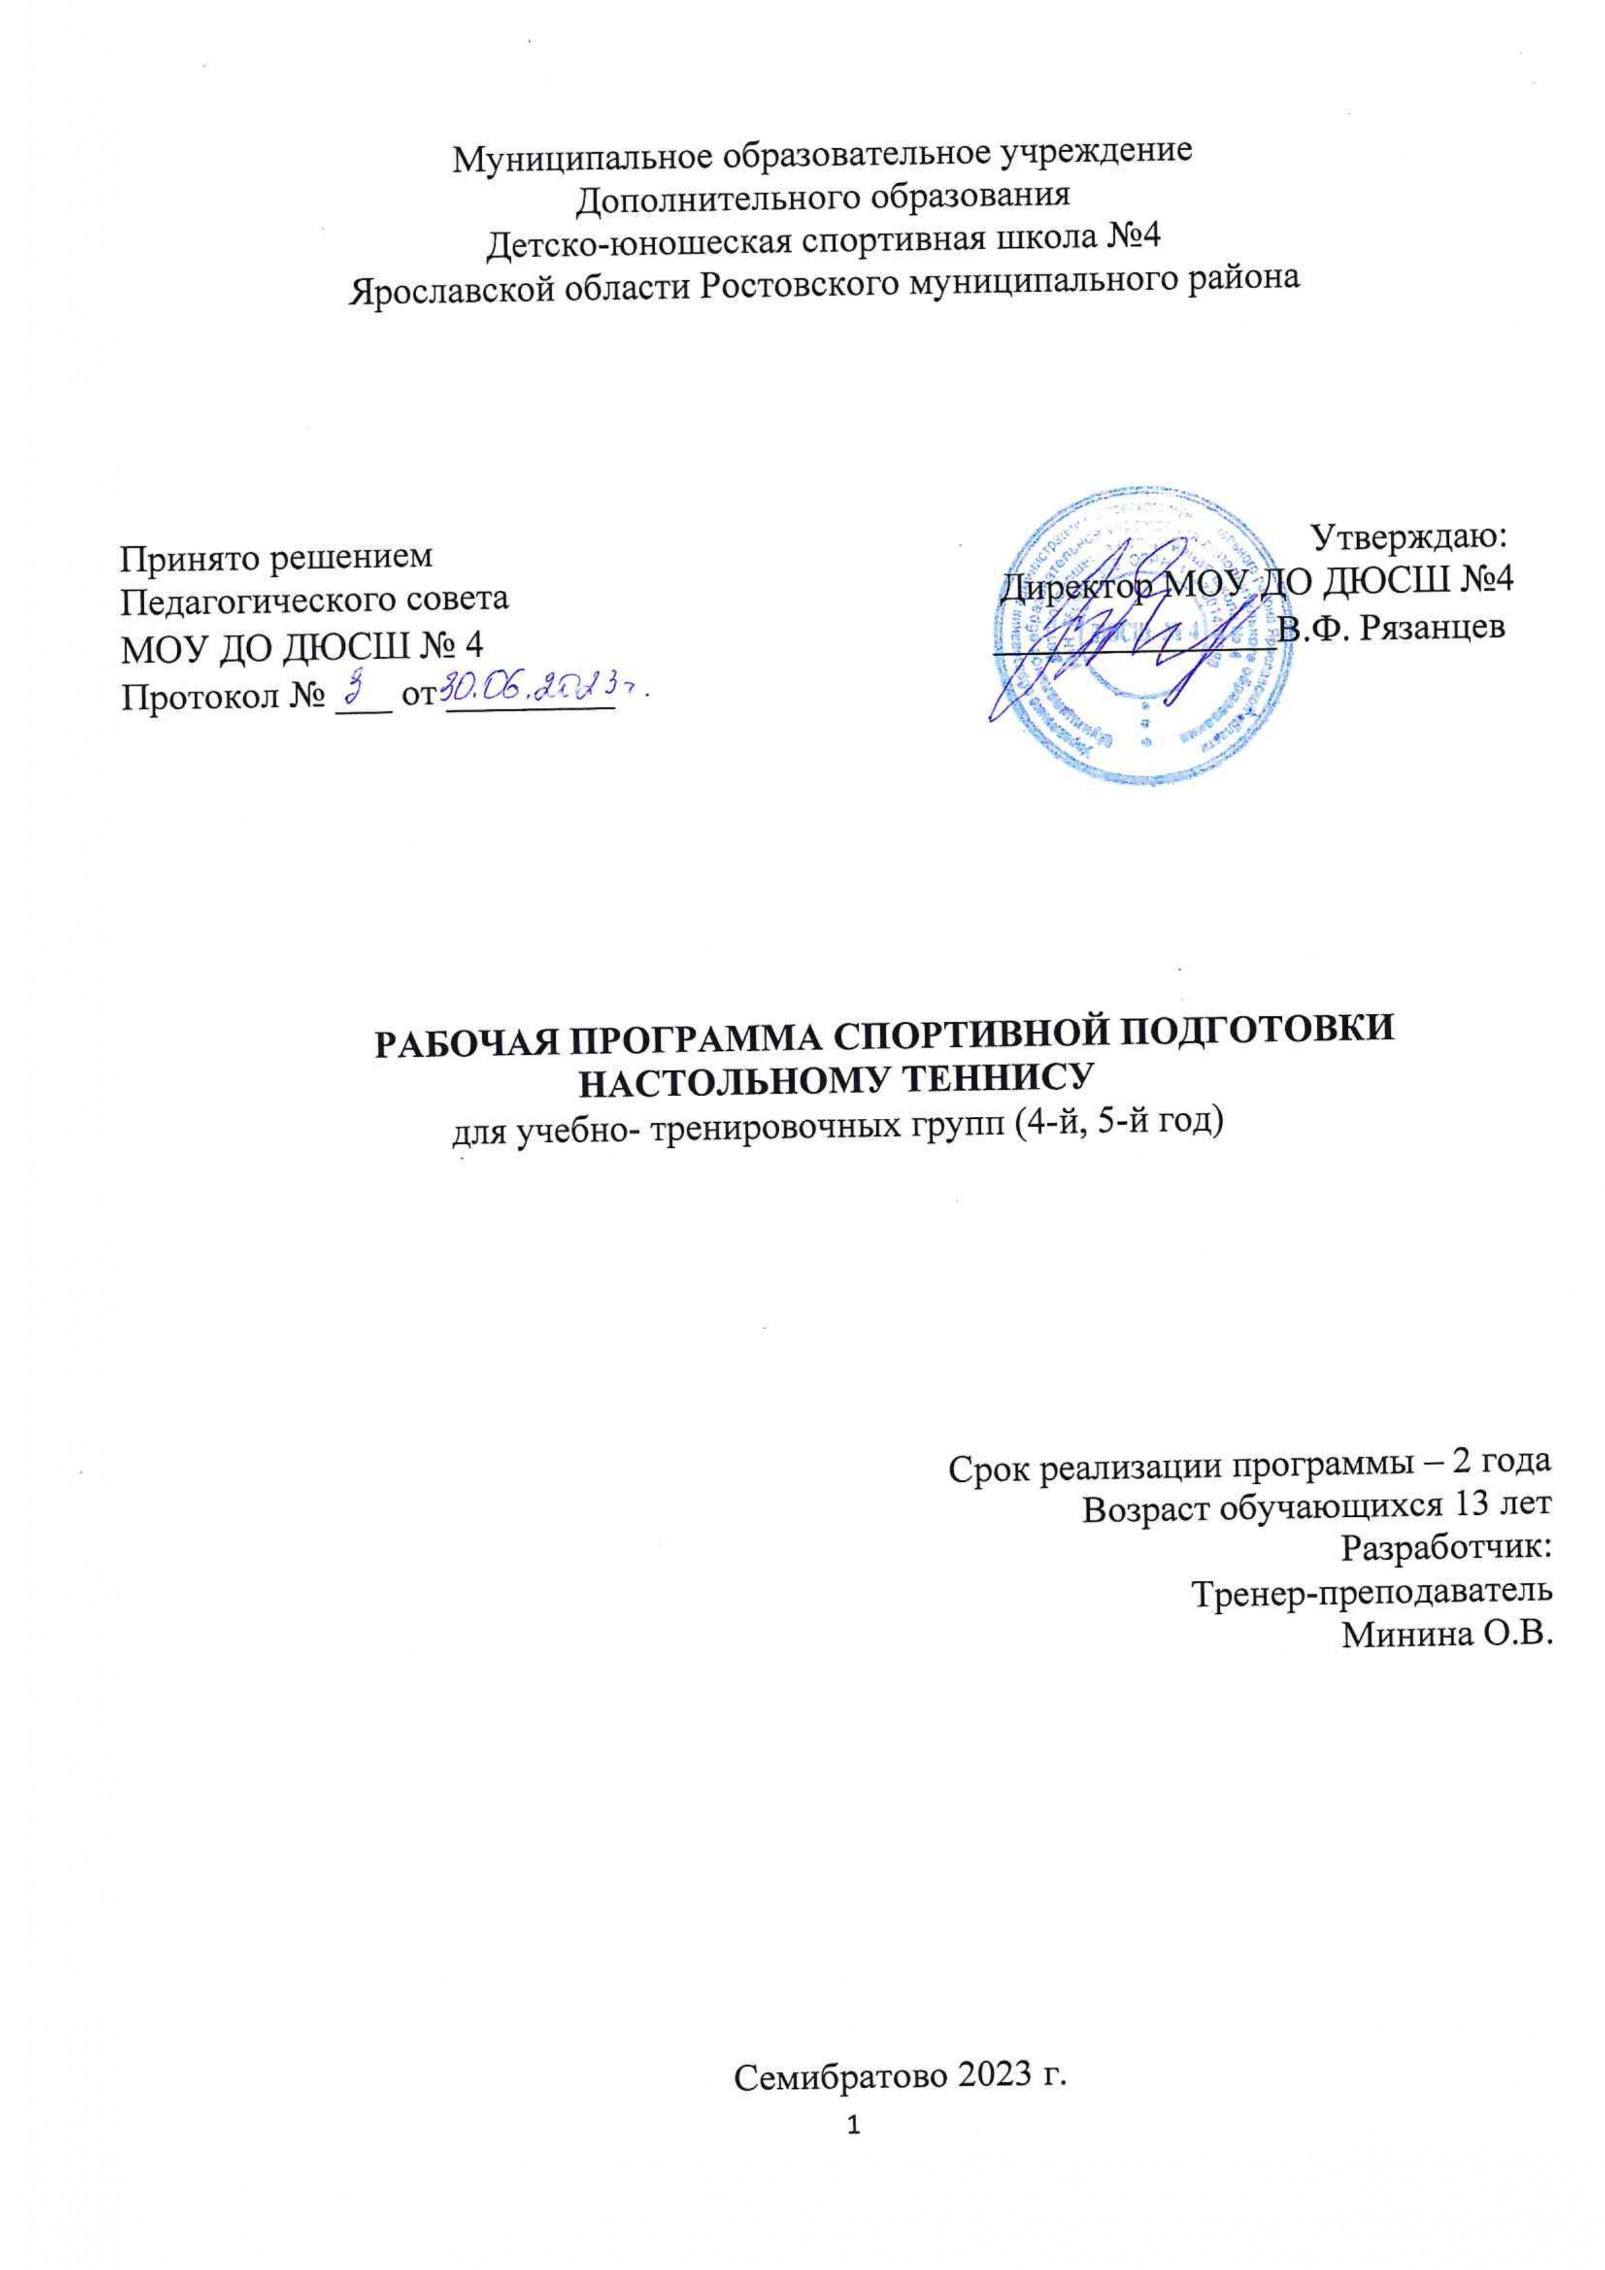 Муниципальное образовательное учреждение
Дополнительного образования
Детско-юношеская спортивная школа №4
Ярославской области Ростовского муниципального района
Принято решением
Педагогического совета
МОУ ДО ДЮСШ № 4
Протокол № 3 от 30.06.2023 г.
Утверждаю:
Директор МОУ ДО ДЮСШ №4
В.Ф. Рязанцев
РАБОЧАЯ ПРОГРАММА СПОРТИВНОЙ ПОДГОТОВКИ
НАСТОЛЬНОМУ ТЕННИСУ
для учебно- тренировочных групп (4-й, 5-й год)
Срок реализации программы – 2 года
Возраст обучающихся 13 лет
Разработчик:
Тренер-преподаватель
Минина О.В.
Семибратово 2023 г.
1